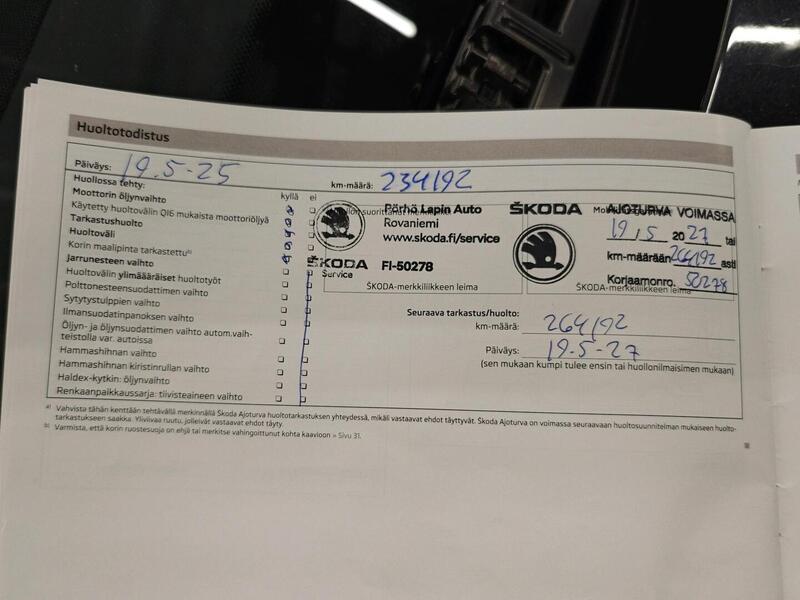 Huoltotodistus
Päiväys: 19.5-25 km-määrä: 234192
Huollossa tehty: kyllä ei
Moottorin öljynvaihto
Käytetty huoltovälin QI6 mukaista moottoriöljyä
Tarkastushuolto
Huoltoväli
Korin maalipinta tarkastettu b)
Jarrunesteen vaihto
Huoltovälin ylimääräiset huoltotyöt
Polttonesteensuodattimen vaihto
Sytytystulppien vaihto
Ilmansuodatinpanoksen vaihto
Öljyn- ja öljynsuodattimen vaihto autom.vaih-
teistolla var. autoissa
Hammashihnan vaihto
Hammashihnan kiristinrullan vaihto
Haldex-kytkin: öljynvaihto
Renkaanpaikkaussarja: tiivisteaineen vaihto
Pörhö Lapin Auto
Rovaniemi
www.skoda.fi/service
ŠKODA
Service
FI-50278
ŠKODA-merkkiliikkeen leima
ŠKODA
AJOTURVA VOIMASSA
19.5 2027 tai
km-määrään 264192 asti
Korjaamonro. 50278
ŠKODA-merkkiliikkeen leima
Seuraava tarkastus/huolto:
km-määrä: 264192
Päiväys: 19.5-27
(sen mukaan kumpi tulee ensin tai huollonilmaisimen mukaan)
a) Vahvista tähän kenttään tehtävällä merkinnällä Škoda Ajoturva huoltotarkastuksen yhteydessä, mikäli vastaavat ehdot täyttyvät. Škoda Ajoturva on voimassa seuraavaan huoltosuunnitelman mukaiseen huolto-
tarkastukseen saakka. Yliviivaa ruutu, jolleivät vastaavat ehdot täyty.
b) Varmista, että korin ruostesuoja on ehjä tai merkitse vahingoittunut kohta kaavioon » Sivu 31.